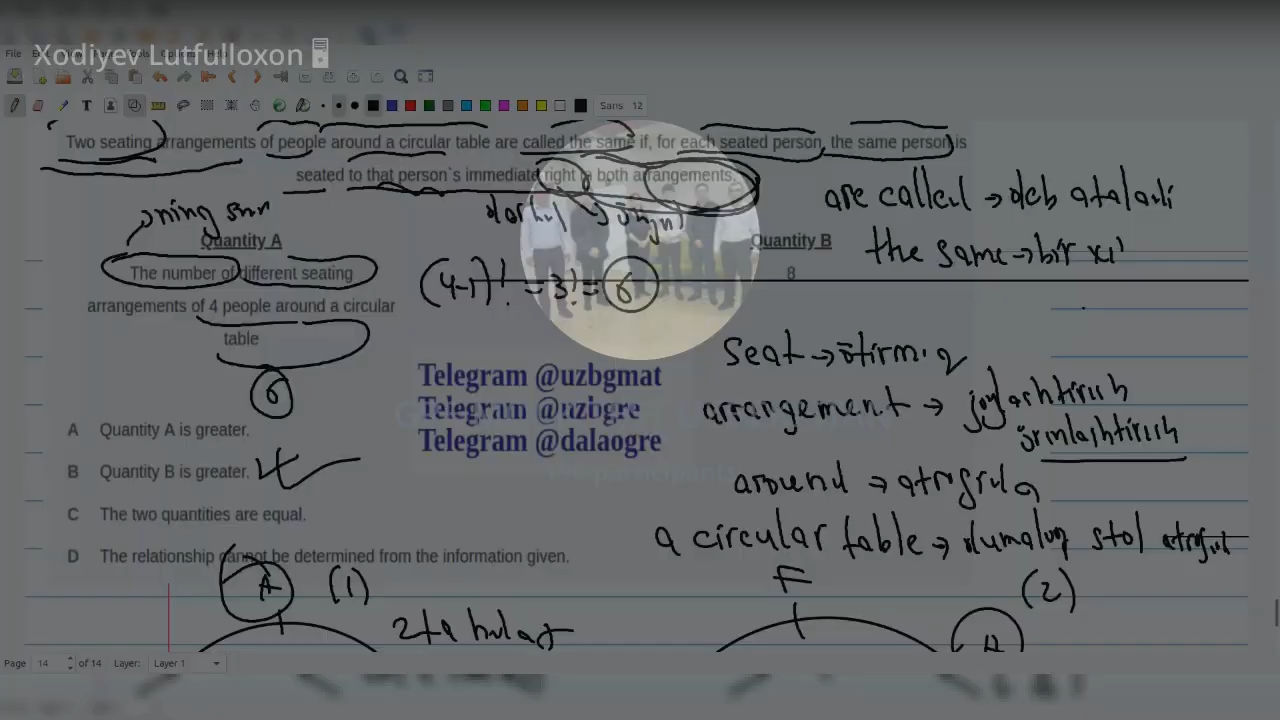 Xodiyev Lutfulloxon
File
Sans 12
Two seating arrangements of people around a circular table are called the same if, for each seated person, the same person is
seated to that person`s immediate right in both arrangements.
are called → deb ataladi
Quantity A
Quantity B
the same → bir xil
The number of different seating
(4-1)! = 3! = 6
8
arrangements of 4 people around a circular
table
seat →
6
Telegram @uzbgmat
arrangement → joylashtirish
Telegram @uzbgre
A Quantity A is greater.
Telegram @dalaogre
B Quantity B is greater.
around →
C The two quantities are equal.
a circular table → dumaloq stol
D The relationship cannot be determined from the information given.
A (1)
F (2)
2ta holat
A
Page 14 of 14 Layer: Layer 1